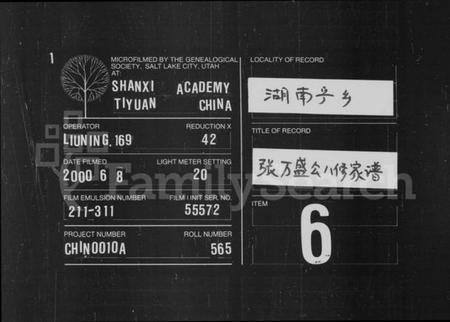 1
MICROFILMED BY THE GENEALOGICAL
SOCIETY, SALT LAKE CITY, UTAH
AT:
SHANXI ACADEMY
TIYUAN CHINA
OPERATOR REDUCTION X
LIUNING.169 42
DATE FILMED LIGHT METER SETTING
2000 6 8 20
FILM EMULSION NUMBER FILM UNIT SER. NO.
211-311 55572
PROJECT NUMBER ROLL NUMBER
CHIN0010A 565
LOCALITY OF RECORD
湖南宁乡
TITLE OF RECORD
张万盛公八修家谱
ITEM
6
FamilySearch